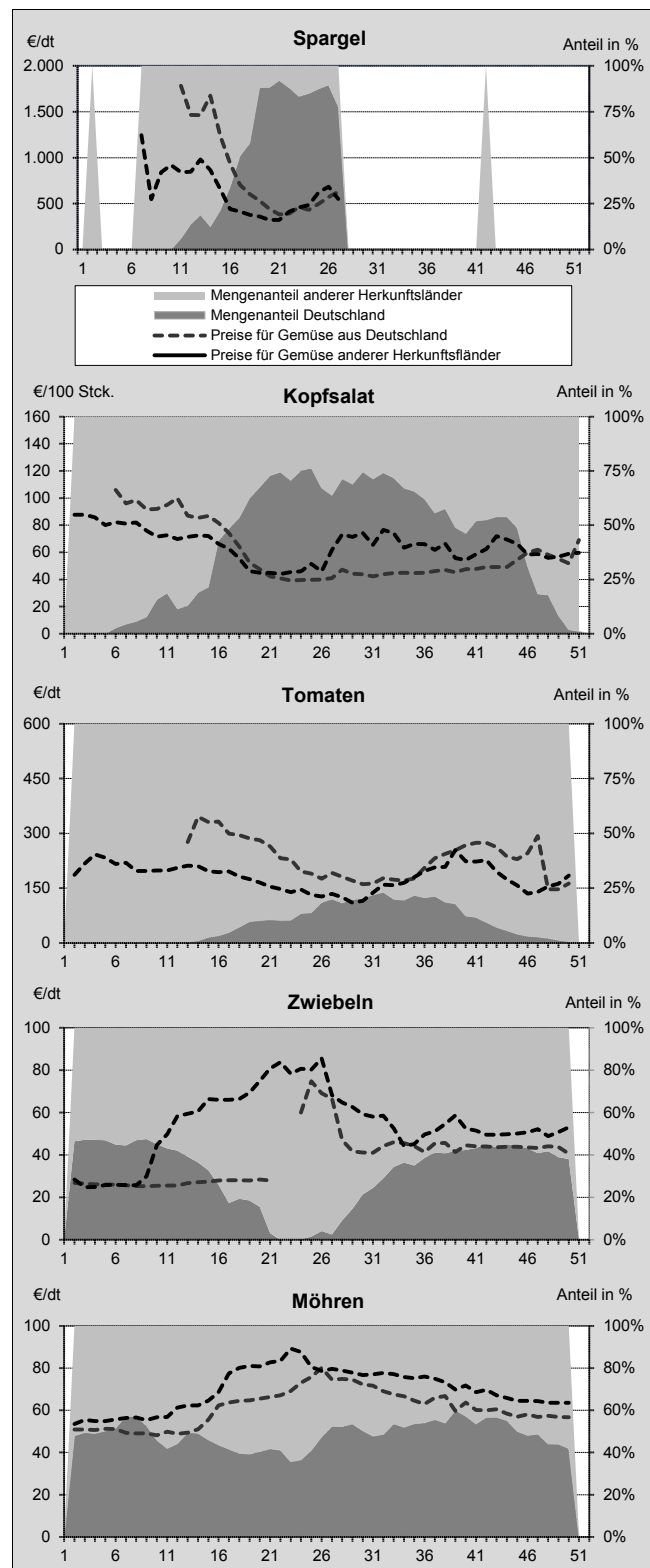 Spargel
€/dt Anteil in %
2.000 100%
1.500 75%
1.000 50%
500 25%
0 0%
1 6 11 16 21 26 31 36 41 46 51
Mengenanteil anderer Herkunftsländer
Mengenanteil Deutschland
Preise für Gemüse aus Deutschland
Preise für Gemüse anderer Herkunftsfländer
€/100 Stck. Kopfsalat Anteil in %
160 100%
140
120 75%
100
80 50%
60
40 25%
20
0 0%
1 6 11 16 21 26 31 36 41 46 51
€/dt Tomaten Anteil in %
600 100%
450 75%
300 50%
150 25%
0 0%
1 6 11 16 21 26 31 36 41 46 51
€/dt Zwiebeln Anteil in %
100 100%
80 80%
60 60%
40 40%
20 20%
0 0%
1 6 11 16 21 26 31 36 41 46 51
€/dt Möhren Anteil in %
100 100%
80 80%
60 60%
40 40%
20 20%
0 0%
1 6 11 16 21 26 31 36 41 46 51